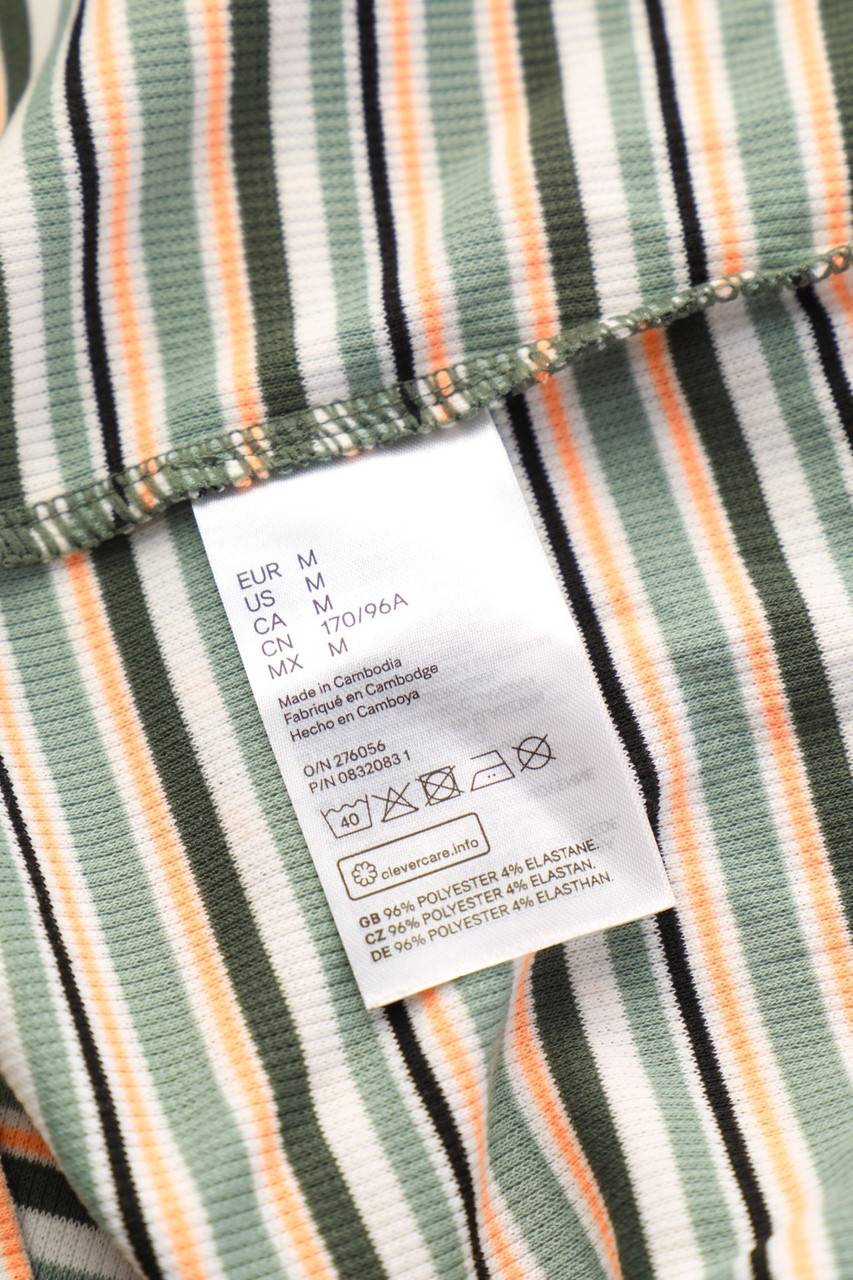 EUR M
US M
CA M
CN 170/96A
MX M
Made in Cambodia
Fabriqué en Cambodge
Hecho en Camboya
O/N 276056
P/N 0832083 1
40
clevercare.info
GB 96% POLYESTER 4% ELASTANE.
CZ 96% POLYESTER 4% ELASTAN.
DE 96% POLYESTER 4% ELASTHAN.